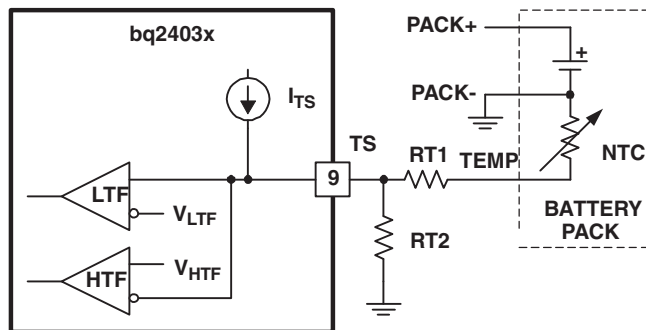 bq2403x
PACK+
+
I_TS
PACK-
TS
RT1
TEMP
NTC
9
LTF
V_LTF
BATTERY
PACK
RT2
V_HTF
HTF